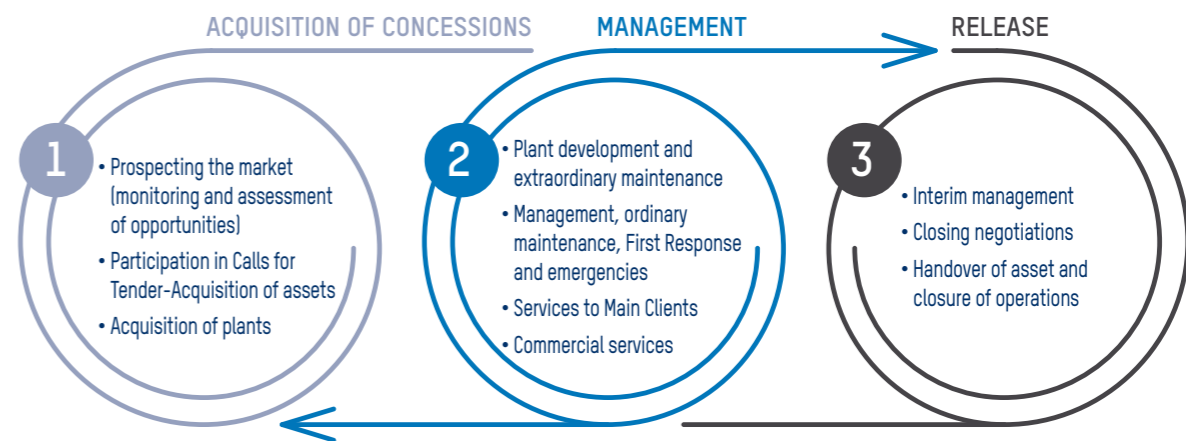 ACQUISITION OF CONCESSIONS
MANAGEMENT
RELEASE
1
• Prospecting the market
(monitoring and assessment
of opportunities)
• Participation in Calls for
Tender-Acquisition of assets
• Acquisition of plants
2
• Plant development and
extraordinary maintenance
• Management, ordinary
maintenance, First Response
and emergencies
• Services to Main Clients
• Commercial services
3
• Interim management
• Closing negotiations
• Handover of asset and
closure of operations